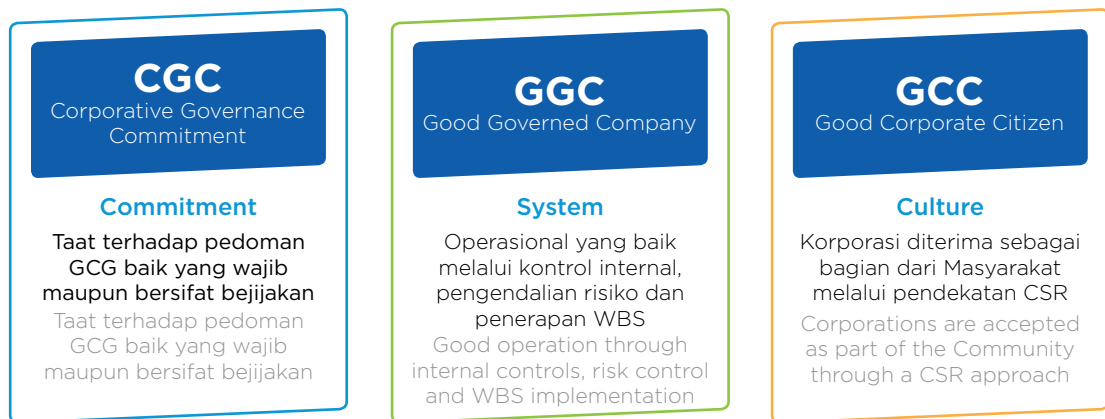 CGC
Corporative Governance
Commitment
Commitment
Taat terhadap pedoman
GCG baik yang wajib
maupun bersifat bejijakan
Taat terhadap pedoman
GCG baik yang wajib
maupun bersifat bejijakan
GGC
Good Governed Company
System
Operasional yang baik
melalui kontrol internal,
pengendalian risiko dan
penerapan WBS
Good operation through
internal controls, risk control
and WBS implementation
GCC
Good Corporate Citizen
Culture
Korporasi diterima sebagai
bagian dari Masyarakat
melalui pendekatan CSR
Corporations are accepted
as part of the Community
through a CSR approach